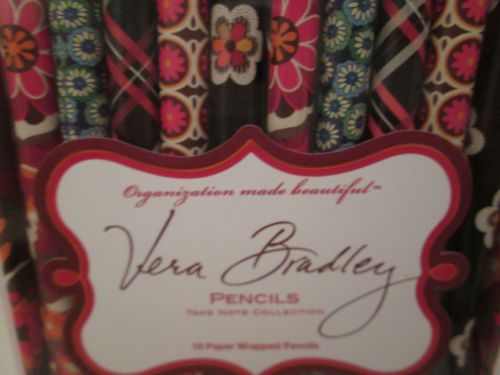 Organization made beautiful™
Vera Bradley
PENCILS
TAKE NOTE COLLECTION
10 Paper Wrapped Pencils